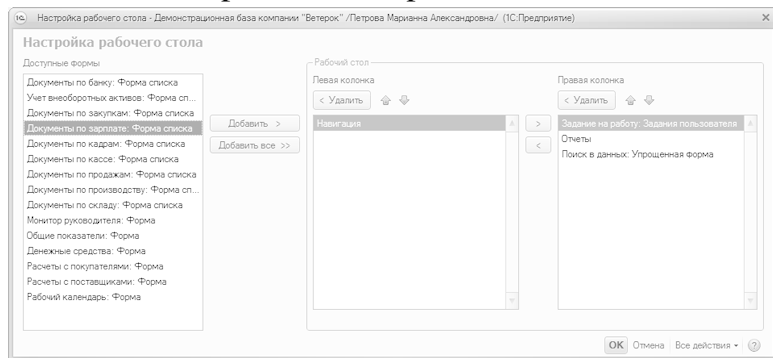 Настройка рабочего стола - Демонстрационная база компании "Ветерок" /Петрова Марианна Александровна/ (1С:Предприятие)
Настройка рабочего стола
Доступные формы
Документы по банку: Форма списка
Учет внеоборотных активов: Форма сп...
Документы по закупкам: Форма списка
Документы по зарплате: Форма списка
Документы по кадрам: Форма списка
Документы по кассе: Форма списка
Документы по продажам: Форма списка
Документы по производству: Форма сп...
Документы по складу: Форма списка
Монитор руководителя: Форма
Общие показатели: Форма
Денежные средства: Форма
Расчеты с покупателями: Форма
Расчеты с поставщиками: Форма
Рабочий календарь: Форма
Добавить >
Добавить все >>
Рабочий стол
Левая колонка
< Удалить
Навигация
>
<
Правая колонка
< Удалить
Задание на работу: Задания пользователя
Отчеты
Поиск в данных: Упрощенная форма
OK Отмена Все действия ?